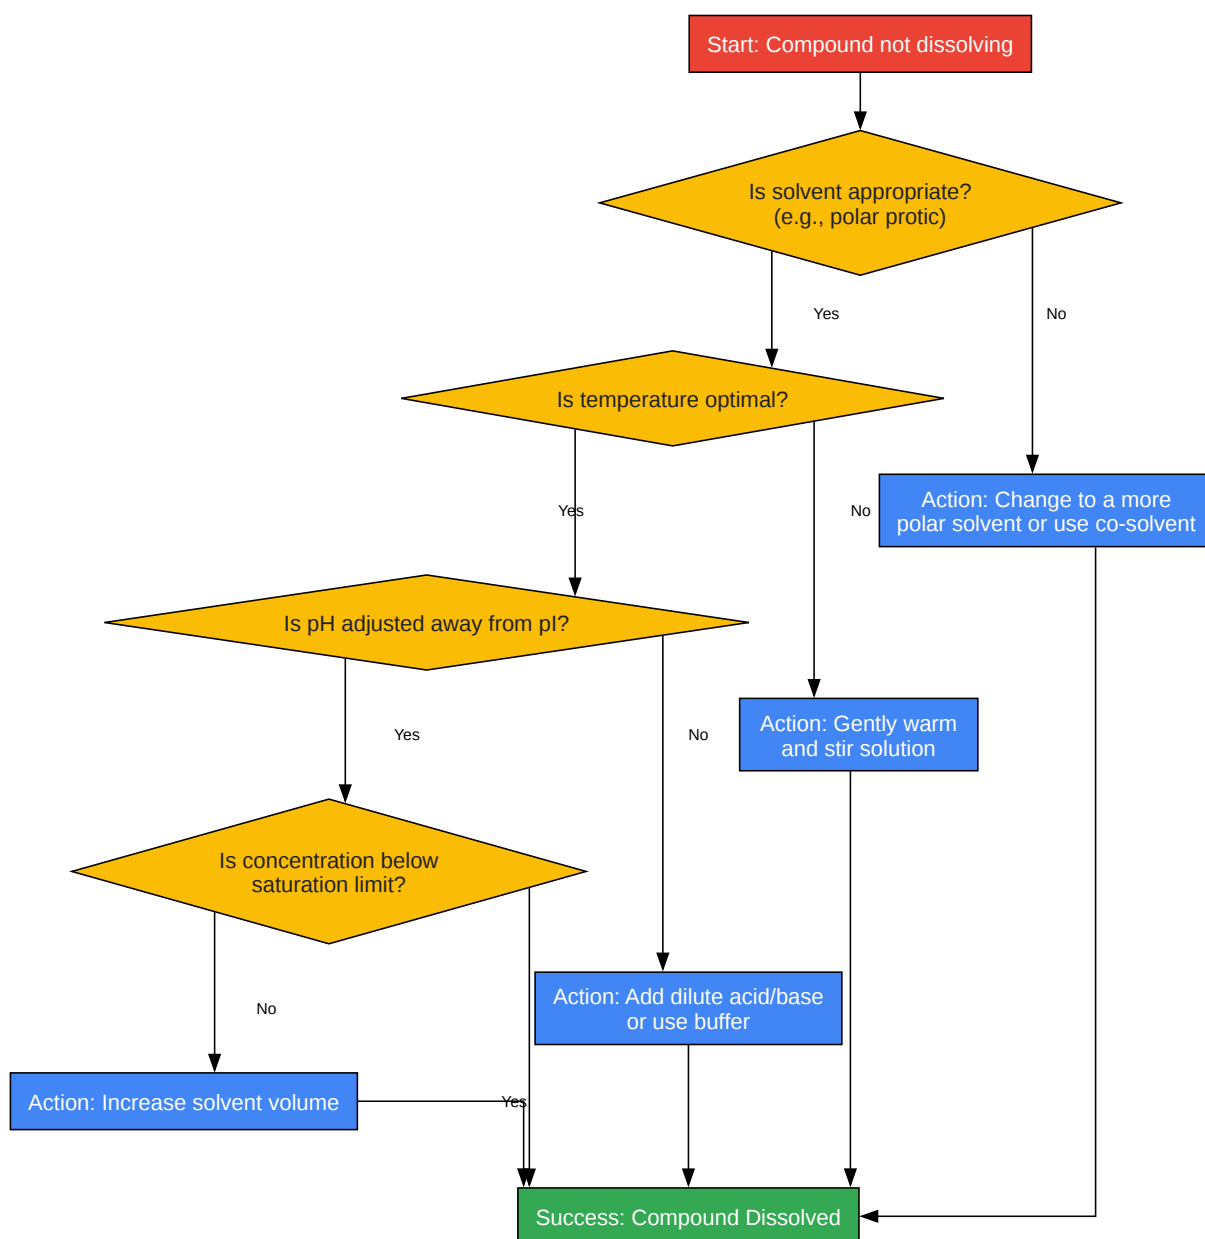 Start: Compound not dissolving
Is solvent appropriate?
(e.g., polar protic)
Yes
No
Is temperature optimal?
Action: Change to a more
polar solvent or use co-solvent
Yes
No
Is pH adjusted away from pI?
Action: Gently warm
and stir solution
Yes
No
Is concentration below
saturation limit?
Action: Add dilute acid/base
or use buffer
No
Action: Increase solvent volume
Yes
Success: Compound Dissolved